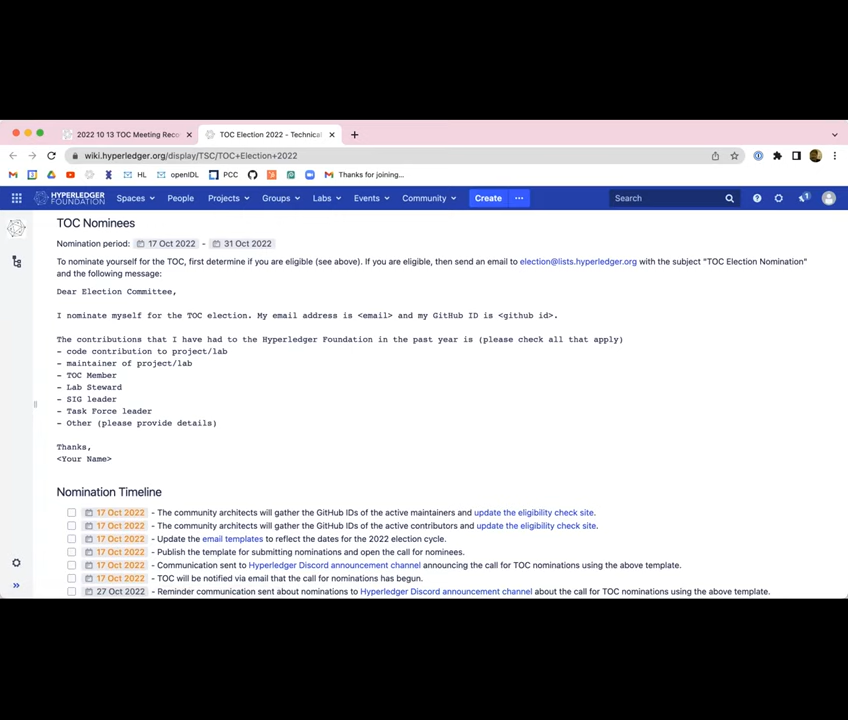 2022 10 13 TOC Meeting Reco
TOC Election 2022 - Technical
wiki.hyperledger.org/display/TSC/TOC+Election+2022
HL
openIDL
PCC
Thanks for joining...
HYPERLEDGER FOUNDATION
Spaces
People
Projects
Groups
Labs
Events
Community
Create
Search
1
TOC Nominees
Nomination period: 17 Oct 2022 - 31 Oct 2022
To nominate yourself for the TOC, first determine if you are eligible (see above). If you are eligible, then send an email to election@lists.hyperledger.org with the subject "TOC Election Nomination"
and the following message:
Dear Election Committee,
I nominate myself for the TOC election. My email address is <email> and my GitHub ID is <github id>.
The contributions that I have had to the Hyperledger Foundation in the past year is (please check all that apply)
- code contribution to project/lab
- maintainer of project/lab
- TOC Member
- Lab Steward
- SIG leader
- Task Force leader
- Other (please provide details)
Thanks,
<Your Name>
Nomination Timeline
17 Oct 2022 - The community architects will gather the GitHub IDs of the active maintainers and update the eligibility check site.
17 Oct 2022 - The community architects will gather the GitHub IDs of the active contributors and update the eligibility check site.
17 Oct 2022 - Update the email templates to reflect the dates for the 2022 election cycle.
17 Oct 2022 - Publish the template for submitting nominations and open the call for nominees.
17 Oct 2022 - Communication sent to Hyperledger Discord announcement channel announcing the call for TOC nominations using the above template.
17 Oct 2022 - TOC will be notified via email that the call for nominations has begun.
27 Oct 2022 - Reminder communication sent about nominations to Hyperledger Discord announcement channel about the call for TOC nominations using the above template.